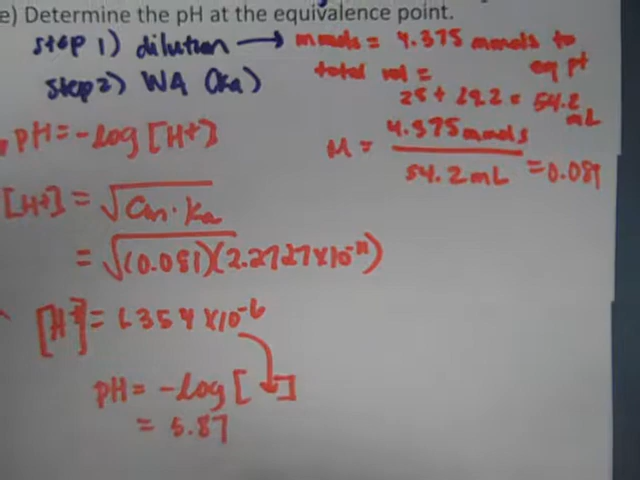 e) Determine the pH at the equivalence point.
step 1) dilution → mmols = 4.375 mmols to eq pt
step 2) WA (Ka)
total vol =
25 + 29.2 = 54.2 mL
M = 4.375 mmols / 54.2 mL = 0.081
pH = -log [H+]
[H+] = √Cm · Ka
= √(0.081)(2.2727×10-11)
[H+] = 1.354 ×10-6
pH = -log [ ]
= 5.87